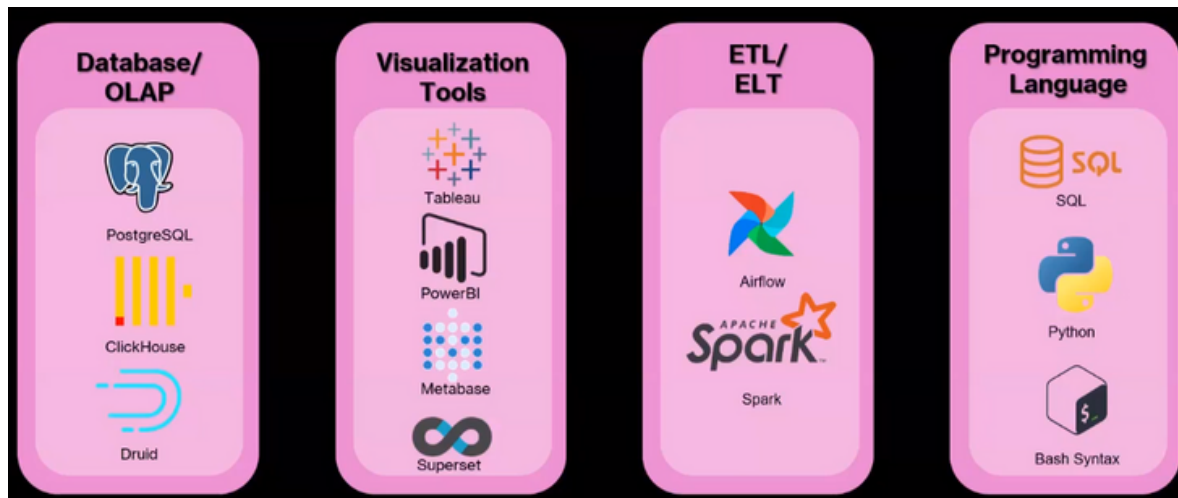 Database/
OLAP
PostgreSQL
ClickHouse
Druid
Visualization
Tools
Tableau
PowerBI
Metabase
Superset
ETL/
ELT
Airflow
APACHE
Spark™
Spark
Programming
Language
SQL
SQL
Python
$_
Bash Syntax